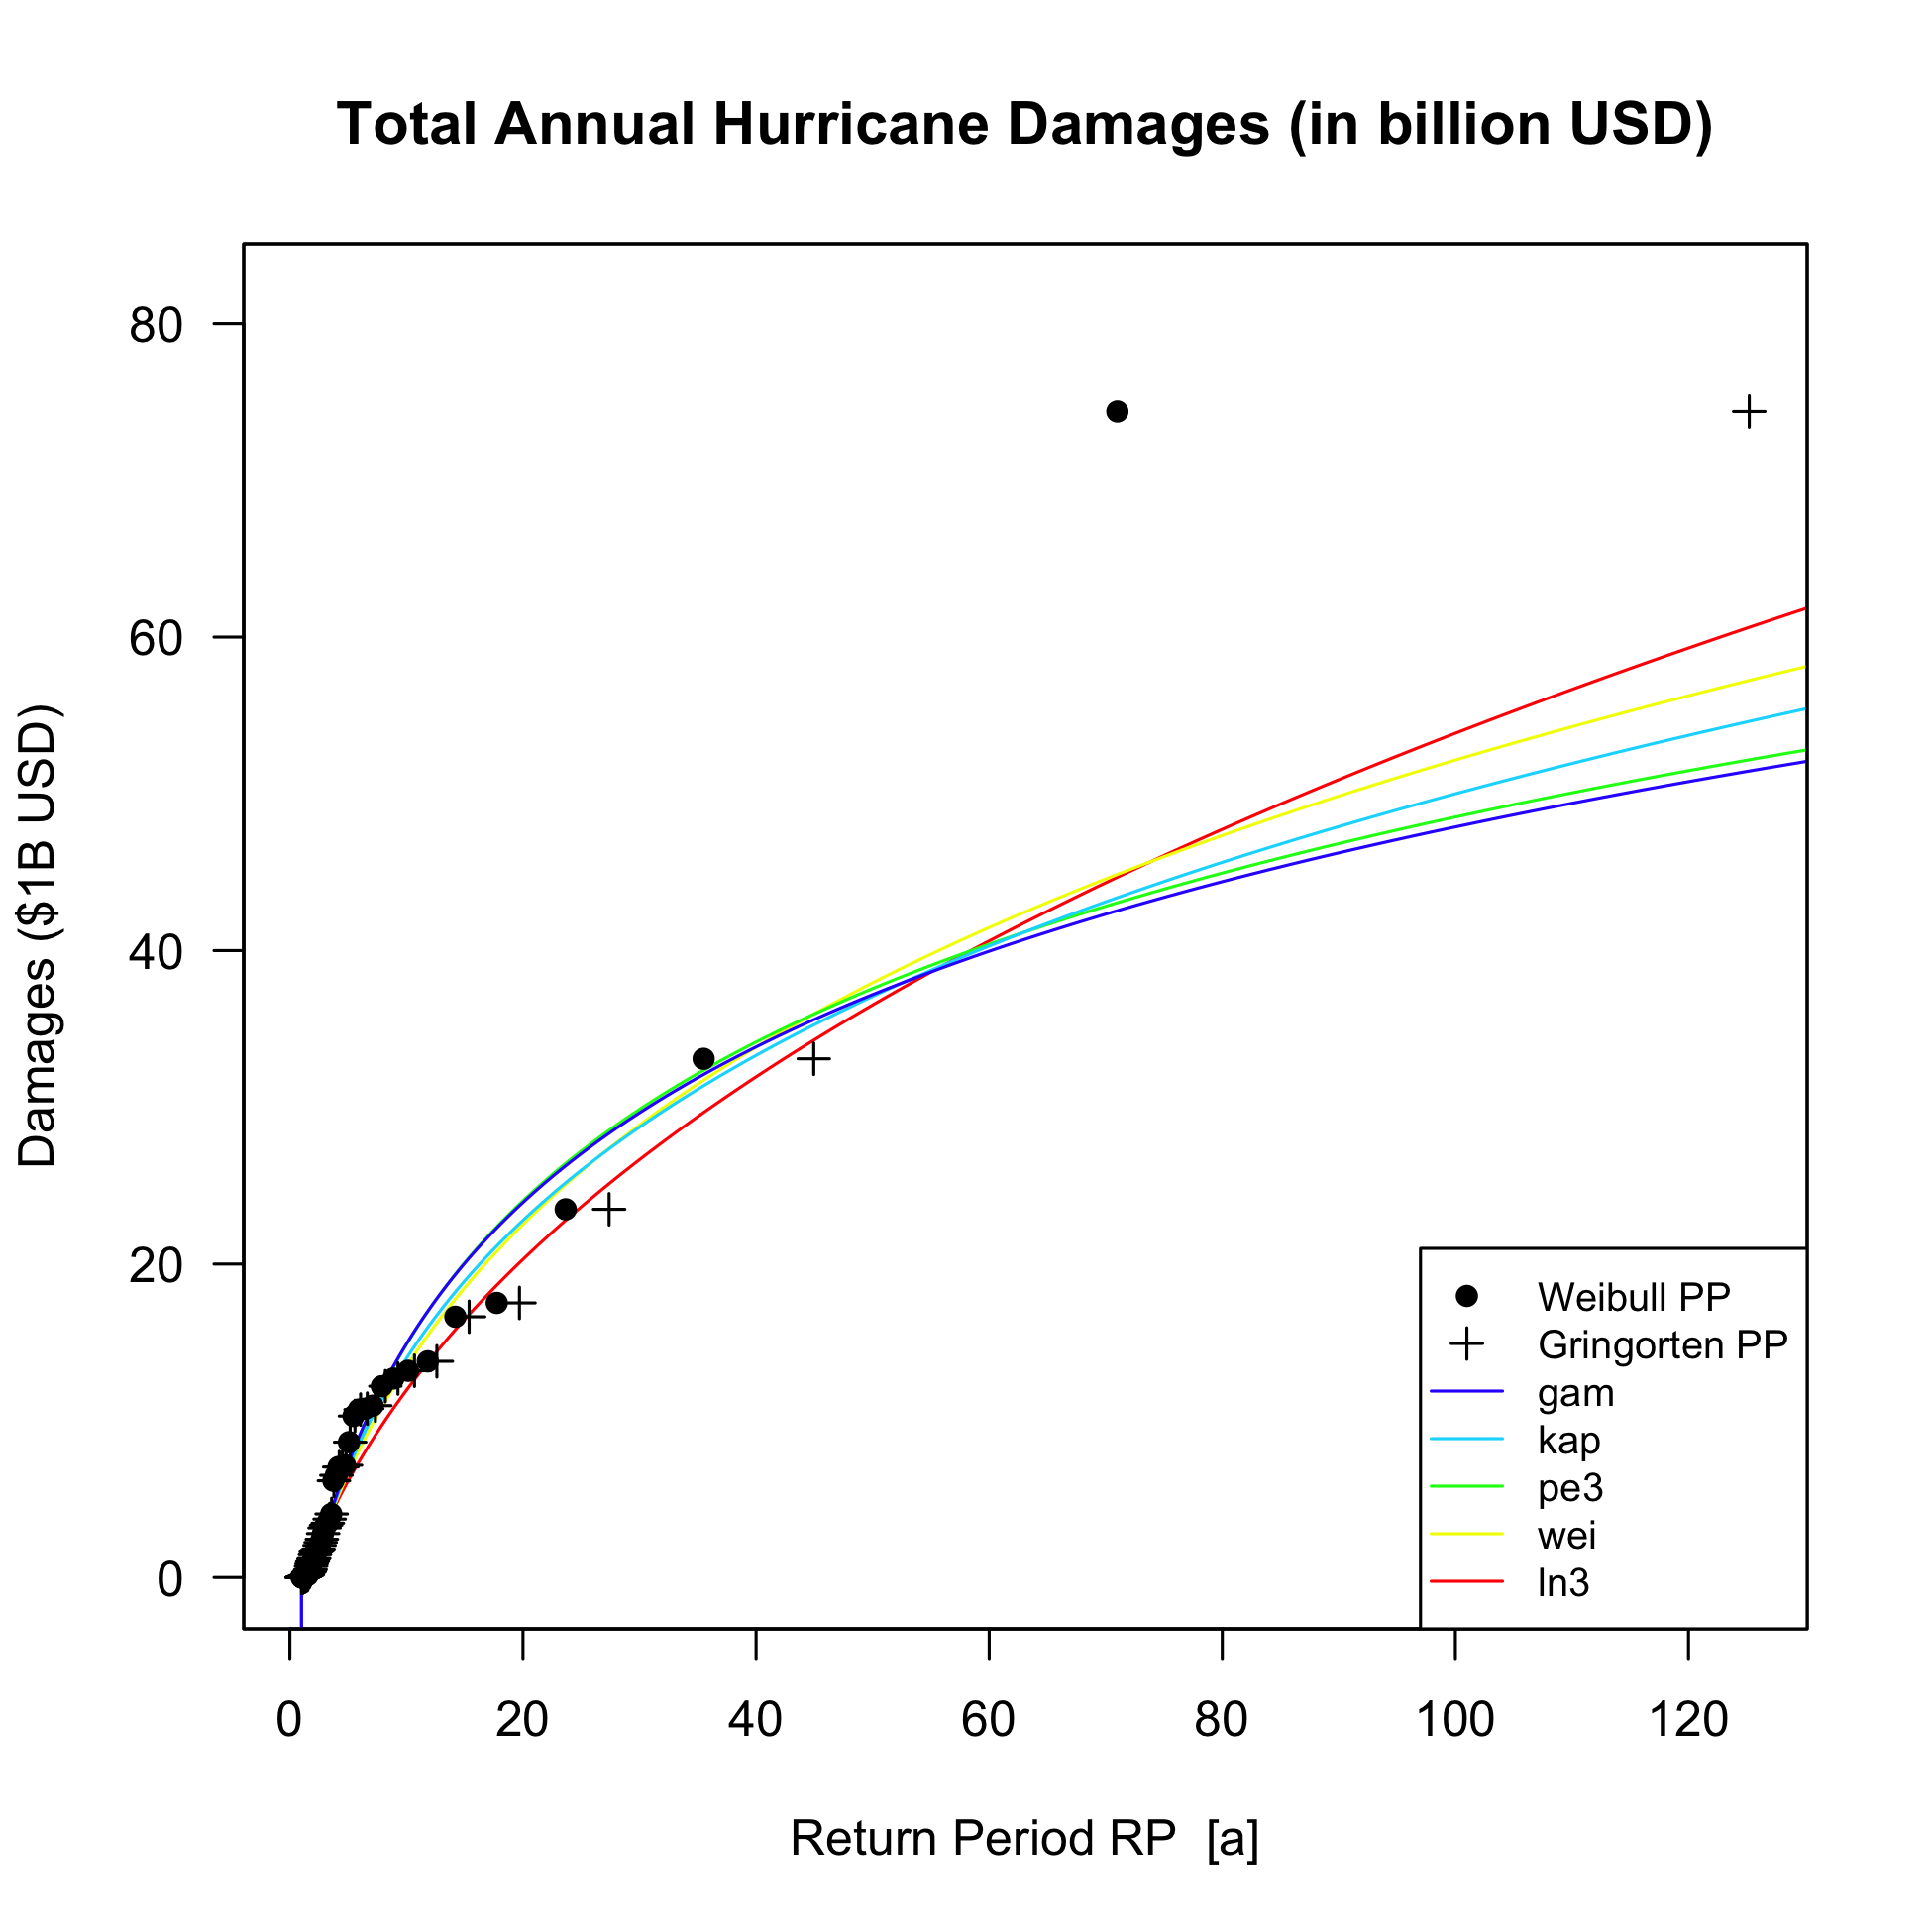 Total Annual Hurricane Damages (in billion USD)
Damages ($1B USD)
80
60
40
20
0
0 20 40 60 80 100 120
Return Period RP [a]
Weibull PP
Gringorten PP
gam
kap
pe3
wei
ln3